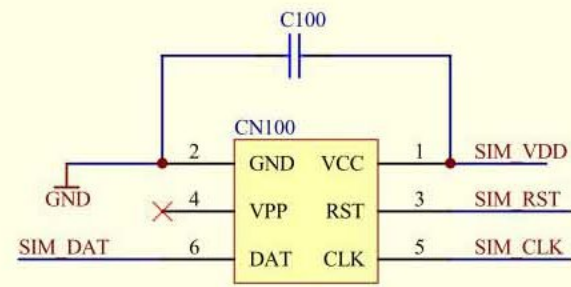 C100
CN100
2 GND VCC 1 SIM_VDD
GND 4 VPP RST 3 SIM_RST
SIM_DAT 6 DAT CLK 5 SIM_CLK